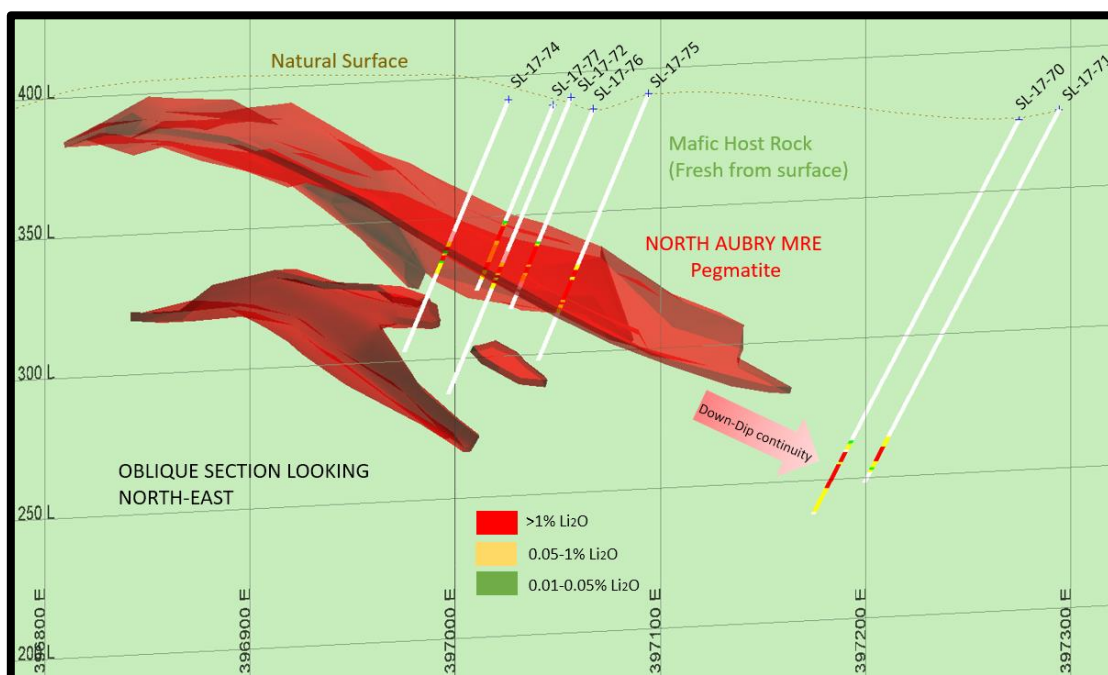 Natural Surface
SL-17-74
SL-17-77
SL-17-72
SL-17-76
SL-17-75
SL-17-70
SL-17-71
400 L
Mafic Host Rock
(Fresh from surface)
350 L
NORTH AUBRY MRE
Pegmatite
300 L
Down-Dip continuity
OBLIQUE SECTION LOOKING
NORTH-EAST
250 L
>1% Li₂O
0.05-1% Li₂O
0.01-0.05% Li₂O
200 L
396800 E
396900 E
397000 E
397100 E
397200 E
397300 E